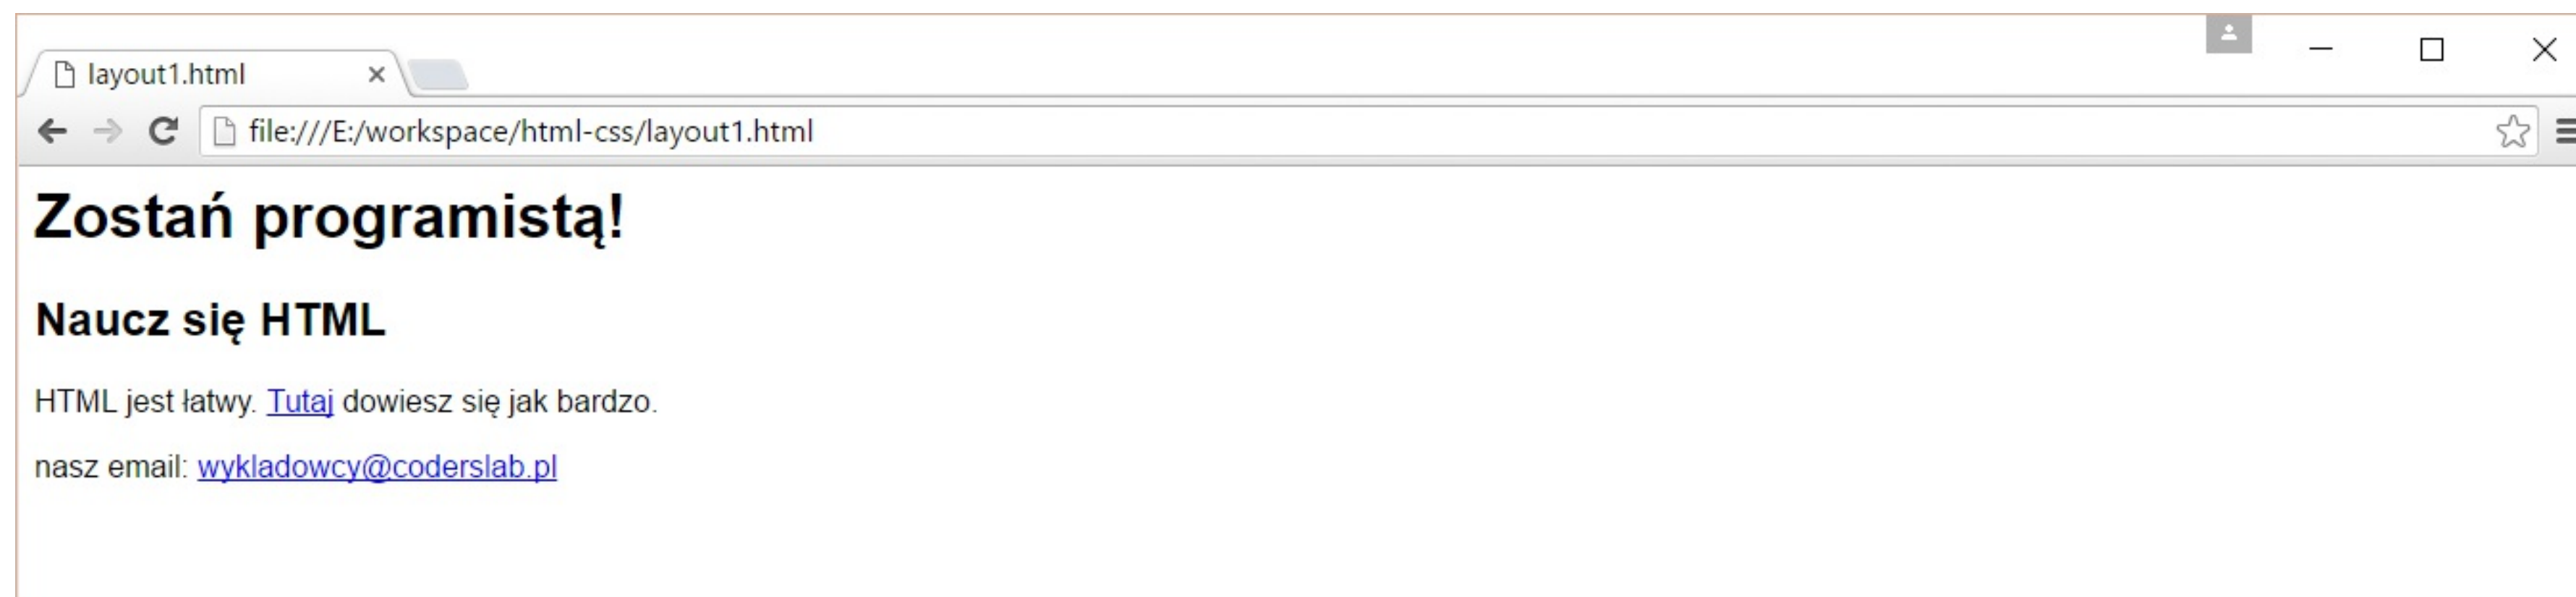 layout1.html
file:///E:/workspace/html-css/layout1.html
Zostań programistą!
Naucz się HTML
HTML jest łatwy. Tutaj dowiesz się jak bardzo.
nasz email: wykladowcy@coderslab.pl